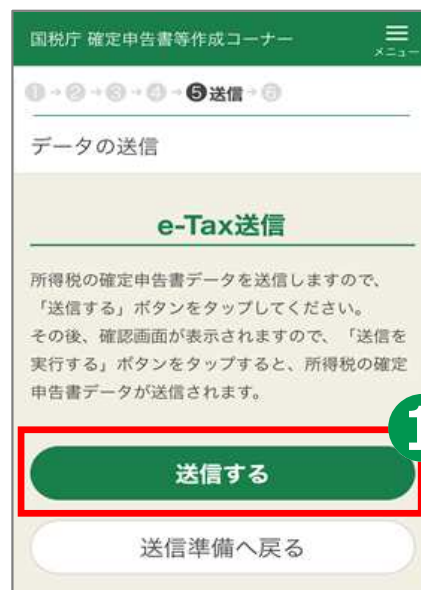 国税庁 確定申告書等作成コーナー
メニュー
1→2→3→4→5送信→6
データの送信
e-Tax送信
所得税の確定申告書データを送信しますので、
「送信する」ボタンをタップしてください。
その後、確認画面が表示されますので、「送信を
実行する」ボタンをタップすると、所得税の確定
申告書データが送信されます。
1
送信する
送信準備へ戻る